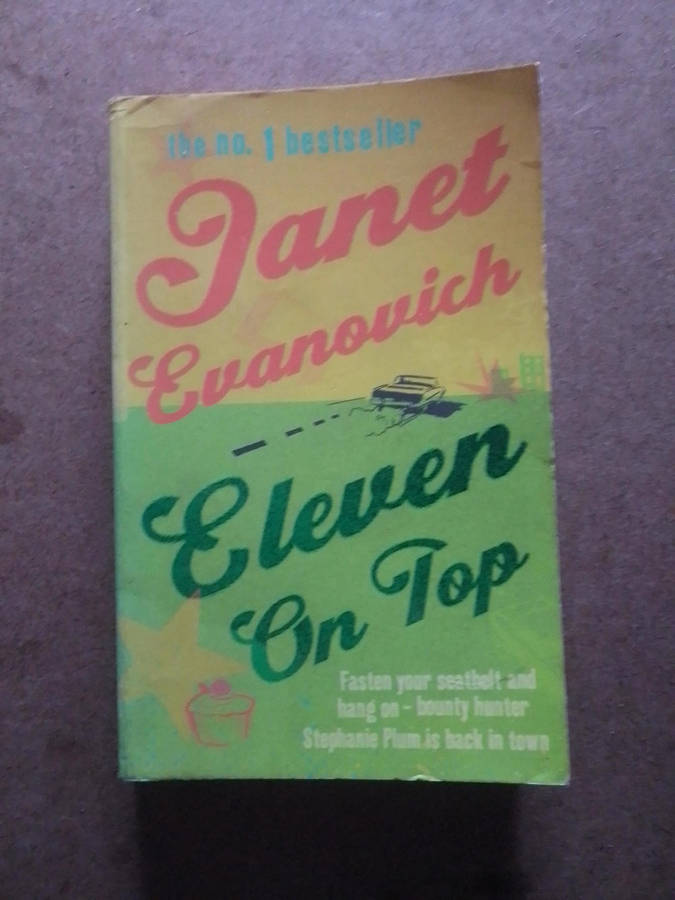 the no. 1 bestseller
Janet
Evanovich
Eleven
On Top
Fasten your seatbelt and
hang on - bounty hunter
Stephanie Plum is back in town